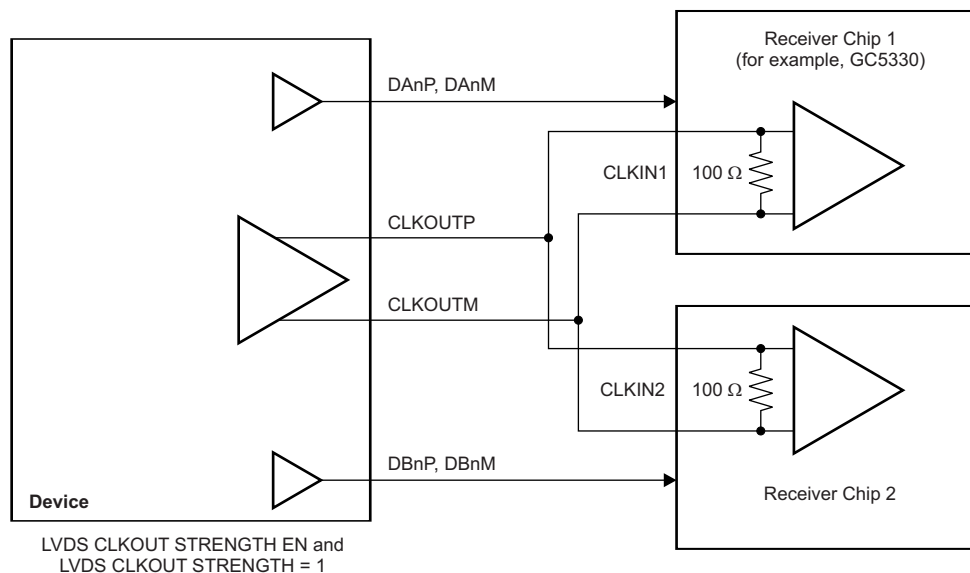 Receiver Chip 1
(for example, GC5330)
DAnP, DAnM
CLKIN1
100 Ω
CLKOUTP
CLKOUTM
CLKIN2
100 Ω
DBnP, DBnM
Device
Receiver Chip 2
LVDS CLKOUT STRENGTH EN and
LVDS CLKOUT STRENGTH = 1